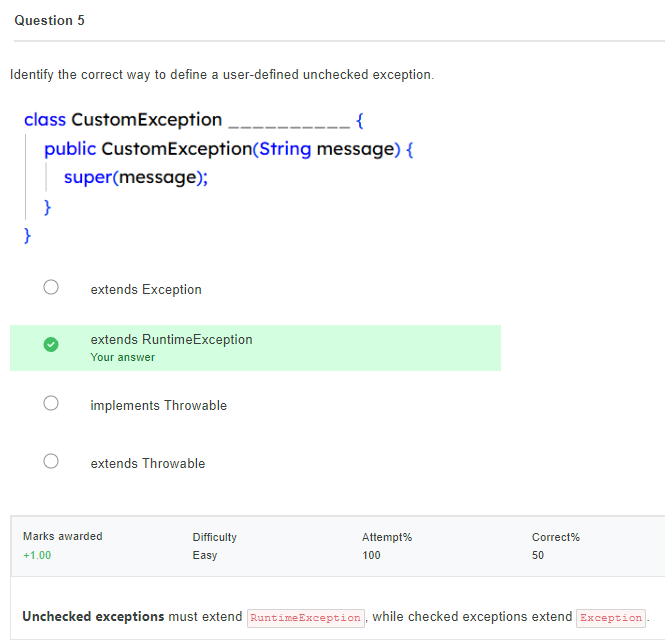 Question 5
Identify the correct way to define a user-defined unchecked exception.
class CustomException __________ {
public CustomException(String message) {
super(message);
}
}
extends Exception
extends RuntimeException
Your answer
implements Throwable
extends Throwable
Marks awarded Difficulty Attempt% Correct%
+1.00 Easy 100 50
Unchecked exceptions must extend RuntimeException, while checked exceptions extend Exception.